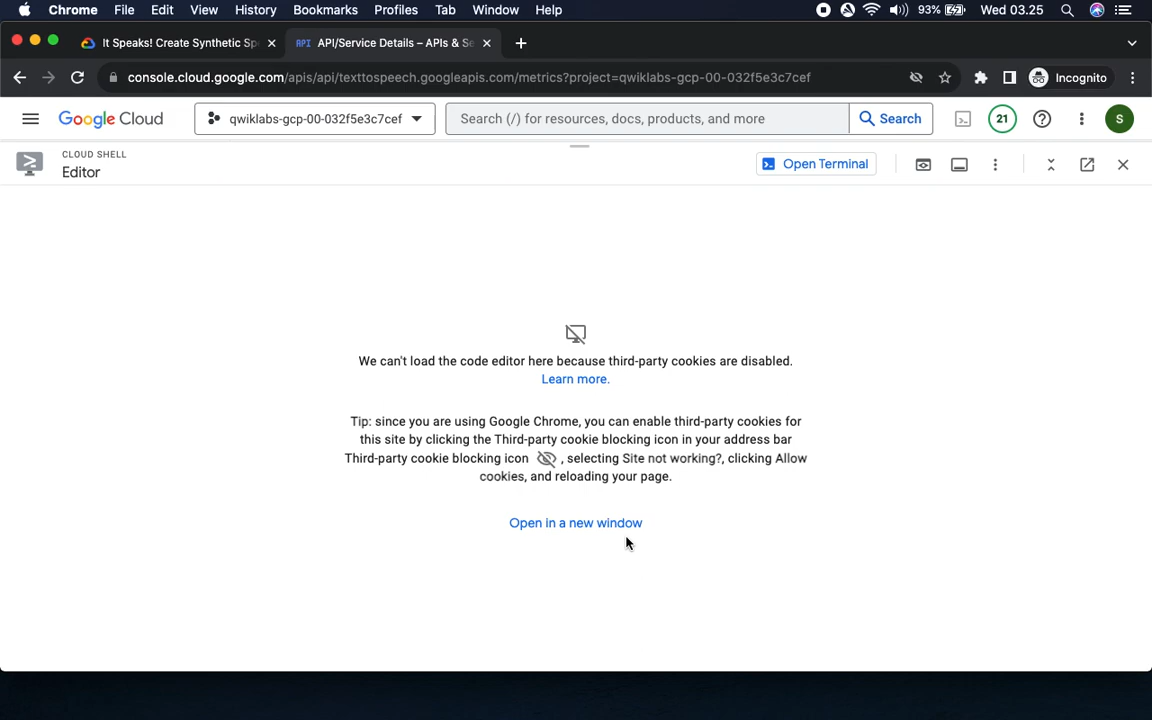 Chrome File Edit View History Bookmarks Profiles Tab Window Help 93% Wed 03.25
It Speaks! Create Synthetic Sp
API API/Service Details – APIs & Se
console.cloud.google.com/apis/api/texttospeech.googleapis.com/metrics?project=qwiklabs-gcp-00-032f5e3c7cef
Incognito
Google Cloud qwiklabs-gcp-00-032f5e3c7cef Search (/) for resources, docs, products, and more Search 21 S
CLOUD SHELL
Editor
Open Terminal
We can't load the code editor here because third-party cookies are disabled.
Learn more.
Tip: since you are using Google Chrome, you can enable third-party cookies for
this site by clicking the Third-party cookie blocking icon in your address bar
Third-party cookie blocking icon , selecting Site not working?, clicking Allow
cookies, and reloading your page.
Open in a new window